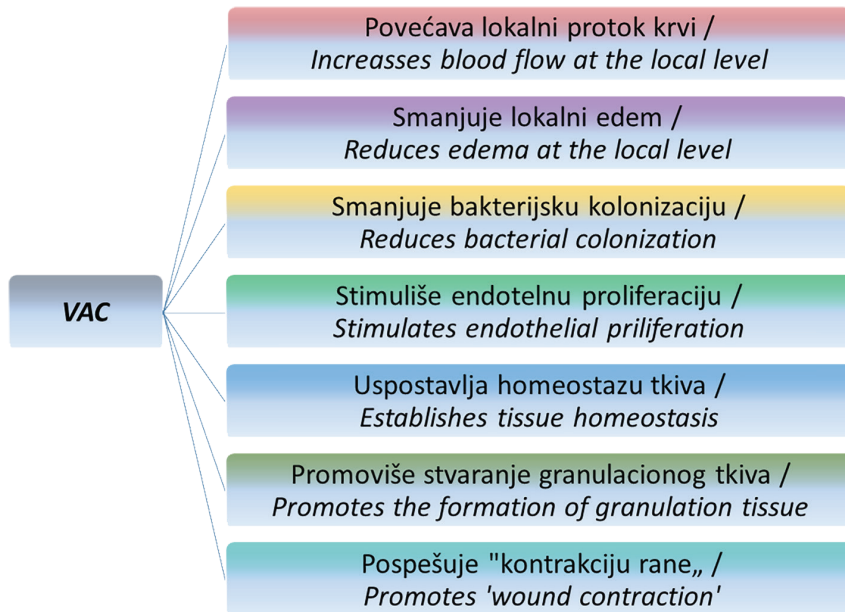 Povećava lokalni protok krvi /
Increasses blood flow at the local level
Smanjuje lokalni edem /
Reduces edema at the local level
Smanjuje bakterijsku kolonizaciju /
Reduces bacterial colonization
VAC
Stimuliše endotelnu proliferaciju /
Stimulates endothelial priliferation
Uspostavlja homeostazu tkiva /
Establishes tissue homeostasis
Promoviše stvaranje granulacionog tkiva /
Promotes the formation of granulation tissue
Pospešuje "kontrakciju rane„ /
Promotes 'wound contraction'